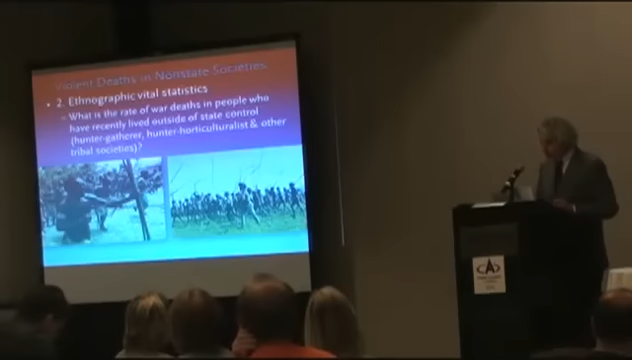 Violent Deaths in Nonstate Societies
• 2. Ethnographic vital statistics
– What is the rate of war deaths in people who
have recently lived outside of state control
(hunter-gatherer, hunter-horticulturalist & other
tribal societies)?